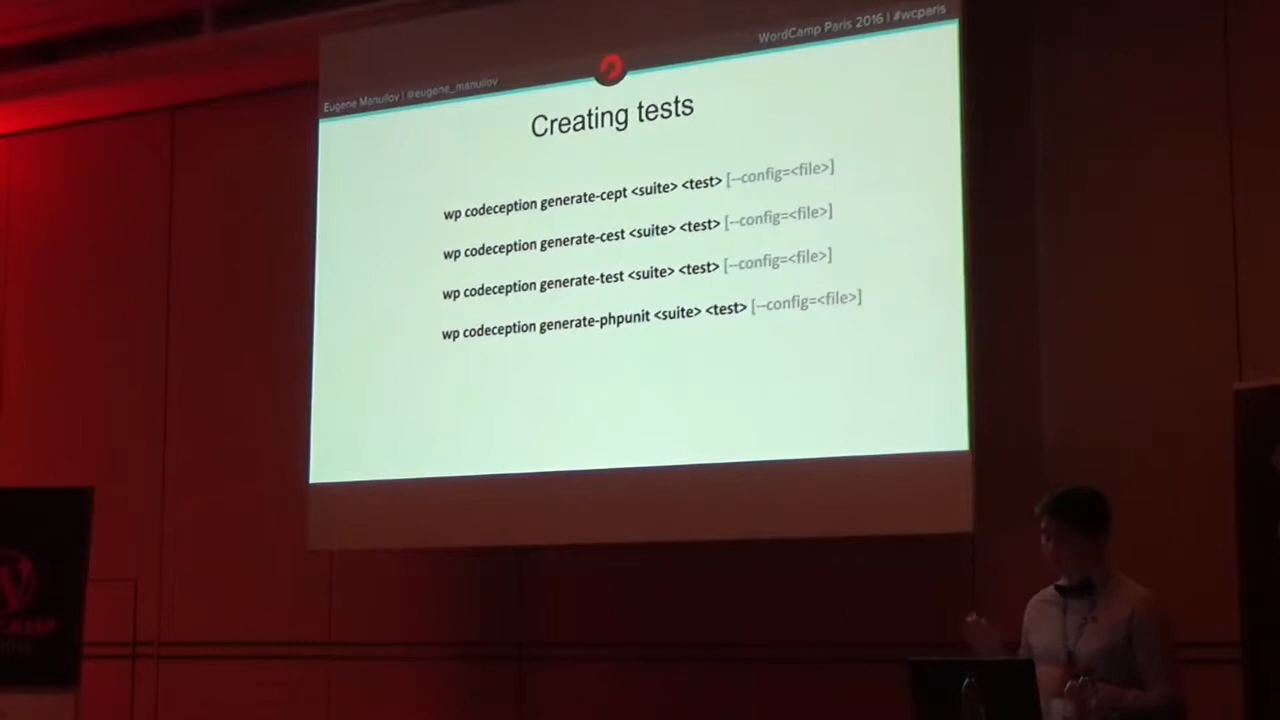 Eugene Manuilov | @eugene_manuilov
WordCamp Paris 2016 | #wcparis
Creating tests
wp codeception generate-cept <suite> <test> [--config=<file>]
wp codeception generate-cest <suite> <test> [--config=<file>]
wp codeception generate-test <suite> <test> [--config=<file>]
wp codeception generate-phpunit <suite> <test> [--config=<file>]